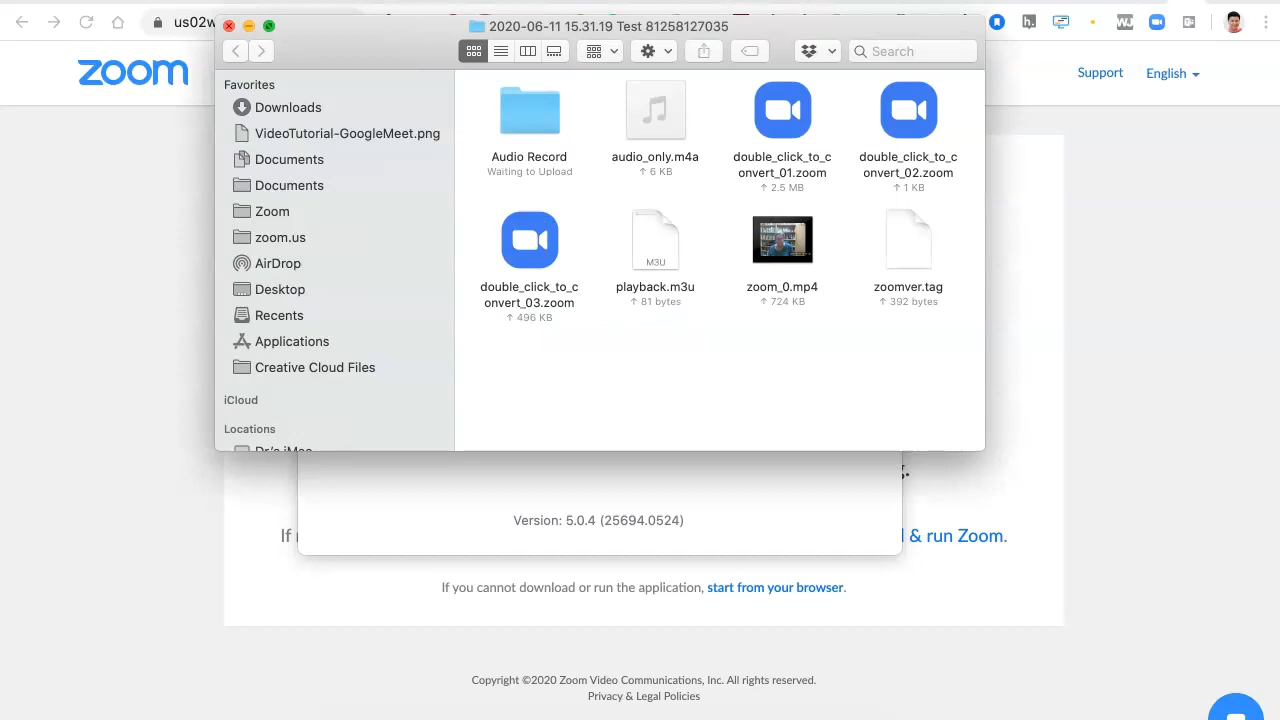 us02w
2020-06-11 15.31.19 Test 81258127035
Search
zoom
Support
English
Favorites
Downloads
VideoTutorial-GoogleMeet.png
Documents
Documents
Zoom
zoom.us
AirDrop
Desktop
Recents
Applications
Creative Cloud Files
iCloud
Locations
Dr's iMac
Audio Record
Waiting to Upload
audio_only.m4a
↑ 6 KB
double_click_to_c
onvert_01.zoom
↑ 2.5 MB
double_click_to_c
onvert_02.zoom
↑ 1 KB
double_click_to_c
onvert_03.zoom
↑ 496 KB
M3U
playback.m3u
↑ 81 bytes
zoom_0.mp4
↑ 724 KB
zoomver.tag
↑ 392 bytes
g.
Version: 5.0.4 (25694.0524)
If
& run Zoom.
If you cannot download or run the application, start from your browser.
Copyright ©2020 Zoom Video Communications, Inc. All rights reserved.
Privacy & Legal Policies